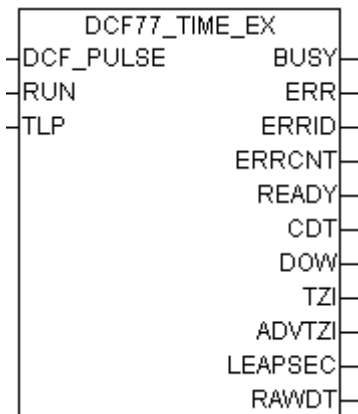 DCF77_TIME_EX
DCF_PULSE BUSY
RUN ERR
TLP ERRID
ERRCNT
READY
CDT
DOW
TZI
ADVTZI
LEAPSEC
RAWDT